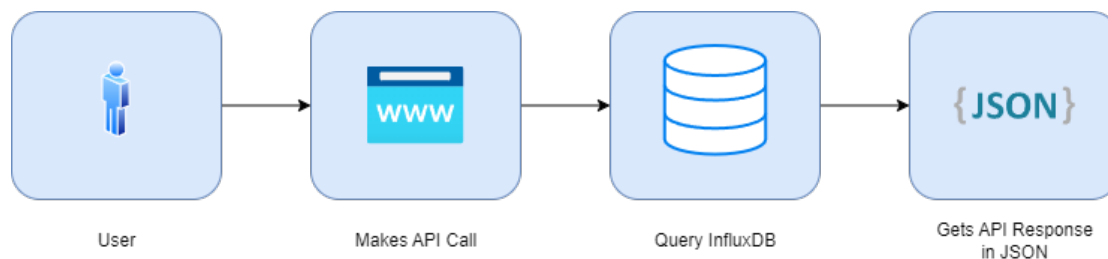 WWW
{JSON}
User
Makes API Call
Query InfluxDB
Gets API Response
in JSON